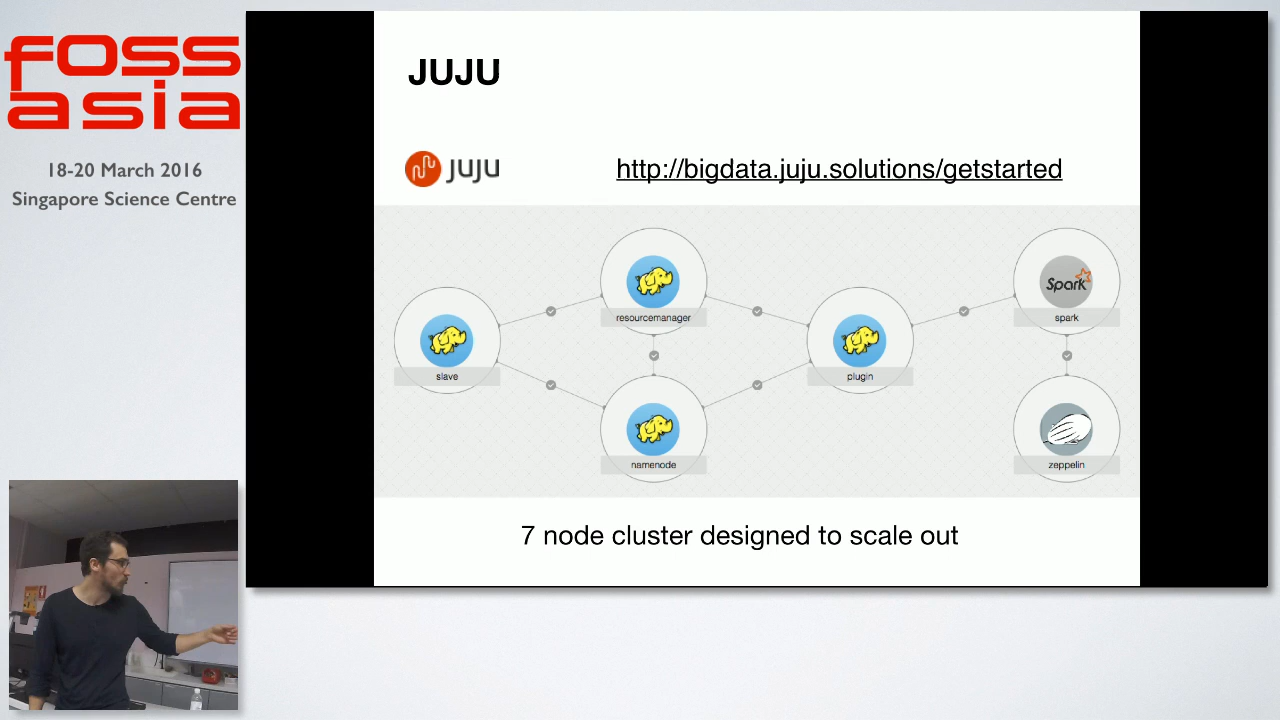 foss
asia
18-20 March 2016
Singapore Science Centre
JUJU
juju
http://bigdata.juju.solutions/getstarted
resourcemanager
Spark
spark
slave
plugin
namenode
zeppelin
7 node cluster designed to scale out